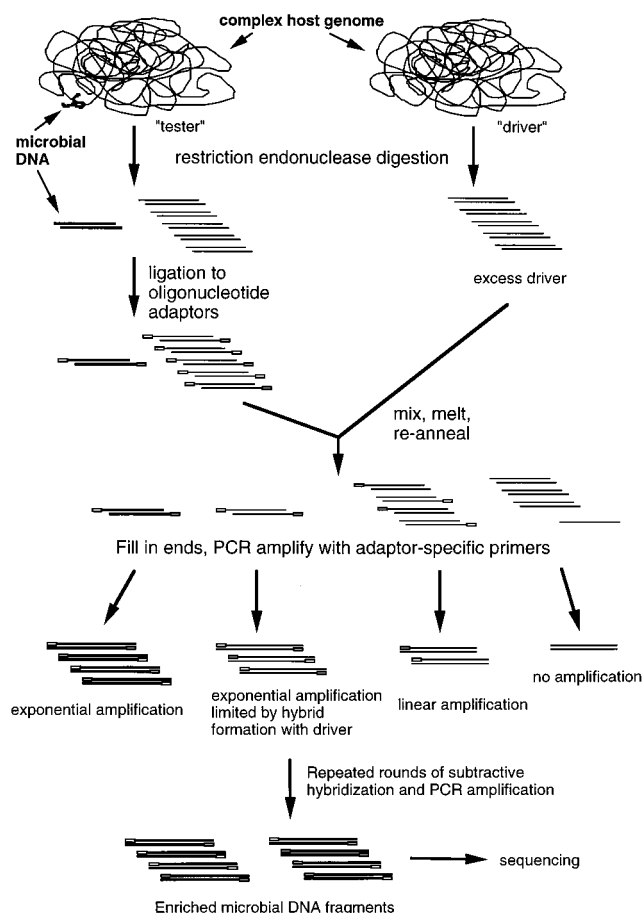 complex host genome
"tester"
"driver"
microbial
DNA
restriction endonuclease digestion
ligation to
oligonucleotide
adaptors
excess driver
mix, melt,
re-anneal
Fill in ends, PCR amplify with adaptor-specific primers
exponential amplification
exponential amplification
limited by hybrid
formation with driver
linear amplification
no amplification
Repeated rounds of subtractive
hybridization and PCR amplification
sequencing
Enriched microbial DNA fragments